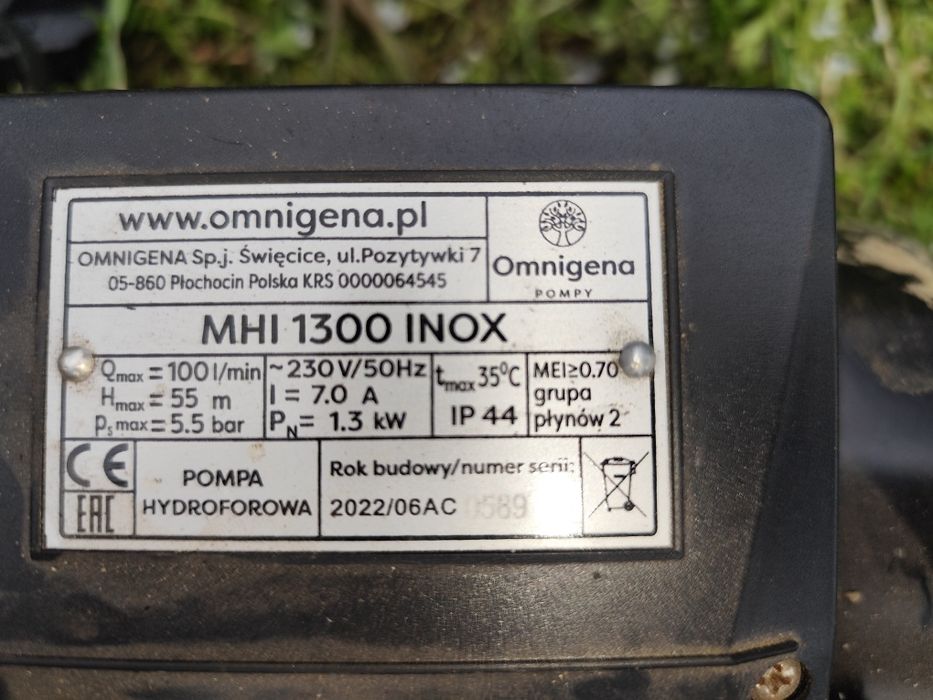 www.omnigena.pl
OMNIGENA Sp.j. Święcice, ul.Pozytywki 7
05-860 Płochocin Polska KRS 0000064545
Omnigena
POMPY
MHI 1300 INOX
Qmax = 100 l/min
Hmax = 55 m
psmax = 5.5 bar
~ 230 V/50Hz
I = 7.0 A
PN = 1.3 kW
tmax 35°C
IP 44
MEI≥0.70
grupa
płynów 2
CE
EAC
POMPA
HYDROFOROWA
Rok budowy/numer serii:
2022/06AC 0589